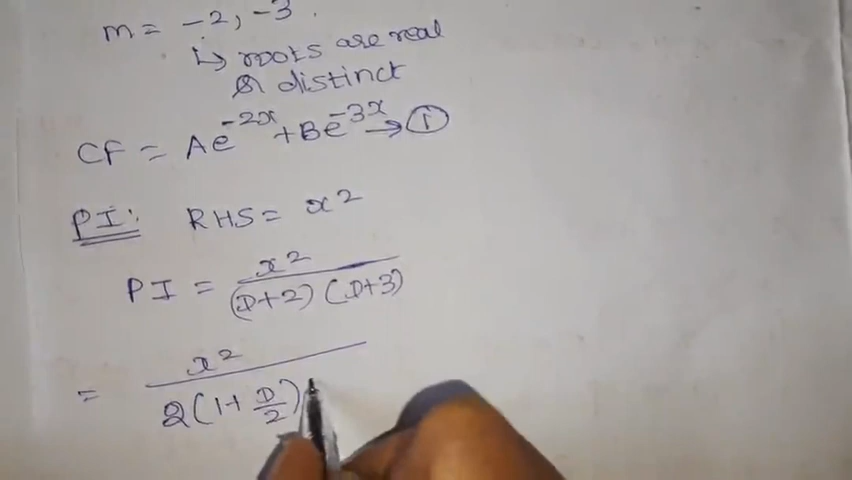 m = -2, -3.
↳ roots are real
& distinct
CF = Ae^{-2x} + Be^{-3x} → ①
PI: RHS = x²
PI = x² / (D+2)(D+3)
= x² / 2(1+D/2)